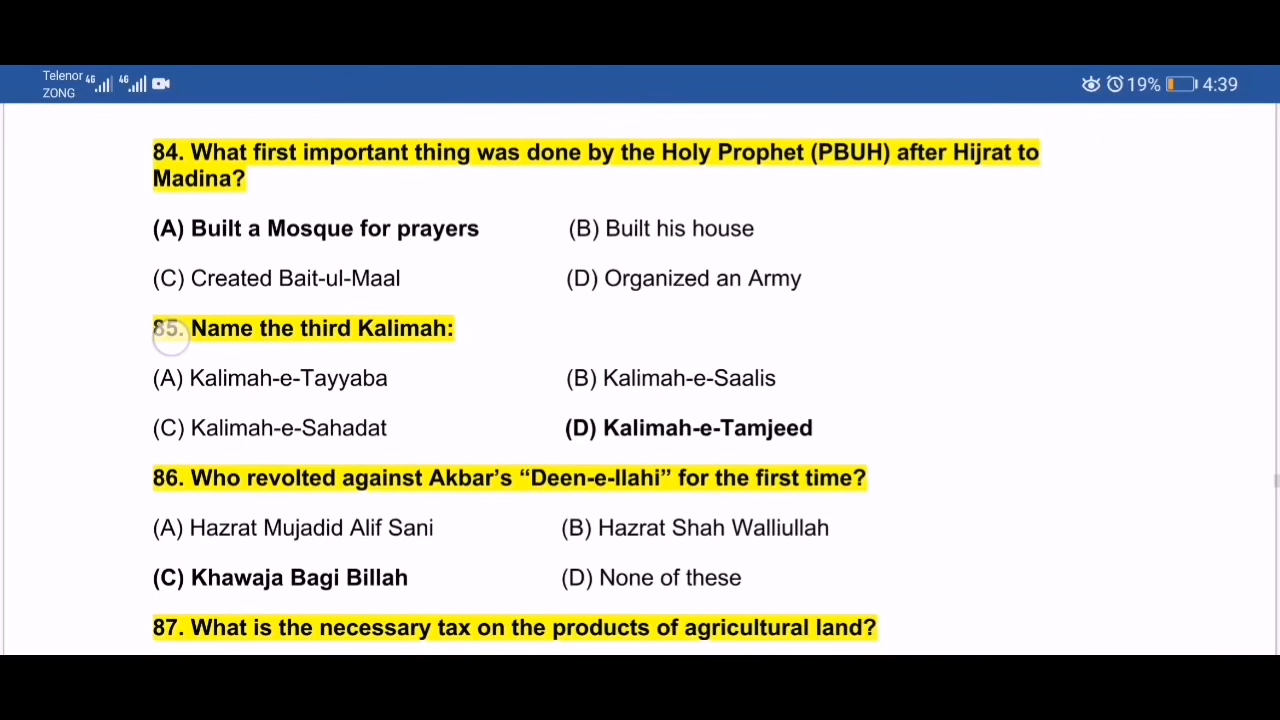 Telenor 4G 4G
ZONG
19% 4:39
84. What first important thing was done by the Holy Prophet (PBUH) after Hijrat to
Madina?
(A) Built a Mosque for prayers (B) Built his house
(C) Created Bait-ul-Maal (D) Organized an Army
85. Name the third Kalimah:
(A) Kalimah-e-Tayyaba (B) Kalimah-e-Saalis
(C) Kalimah-e-Sahadat (D) Kalimah-e-Tamjeed
86. Who revolted against Akbar’s “Deen-e-Ilahi” for the first time?
(A) Hazrat Mujadid Alif Sani (B) Hazrat Shah Walliullah
(C) Khawaja Bagi Billah (D) None of these
87. What is the necessary tax on the products of agricultural land?